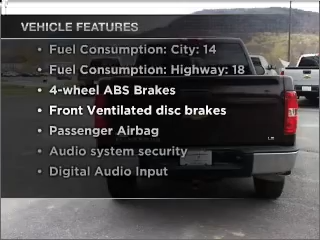 VEHICLE FEATURES
• Fuel Consumption: City: 14
• Fuel Consumption: Highway: 18
• 4-wheel ABS Brakes
• Front Ventilated disc brakes
• Passenger Airbag
• Audio system security
• Digital Audio Input
LS